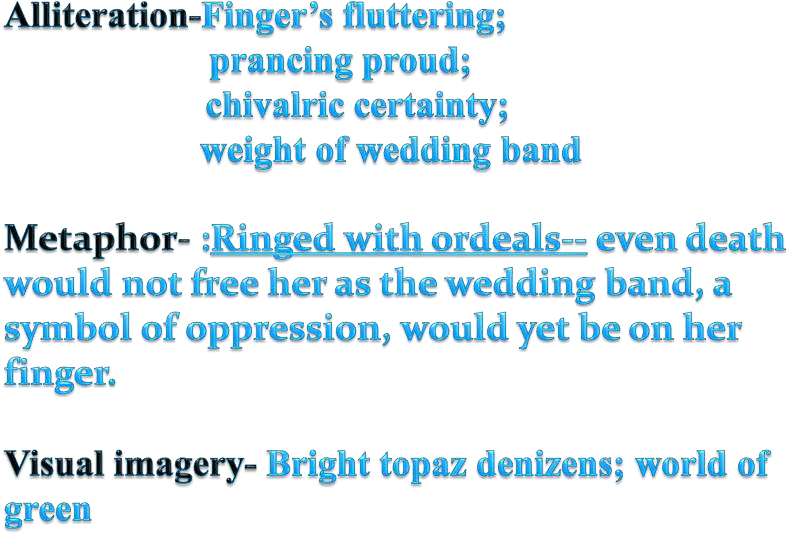 Alliteration-Finger’s fluttering;
prancing proud;
chivalric certainty;
weight of wedding band
Metaphor- :Ringed with ordeals-- even death
would not free her as the wedding band, a
symbol of oppression, would yet be on her
finger.
Visual imagery- Bright topaz denizens; world of
green